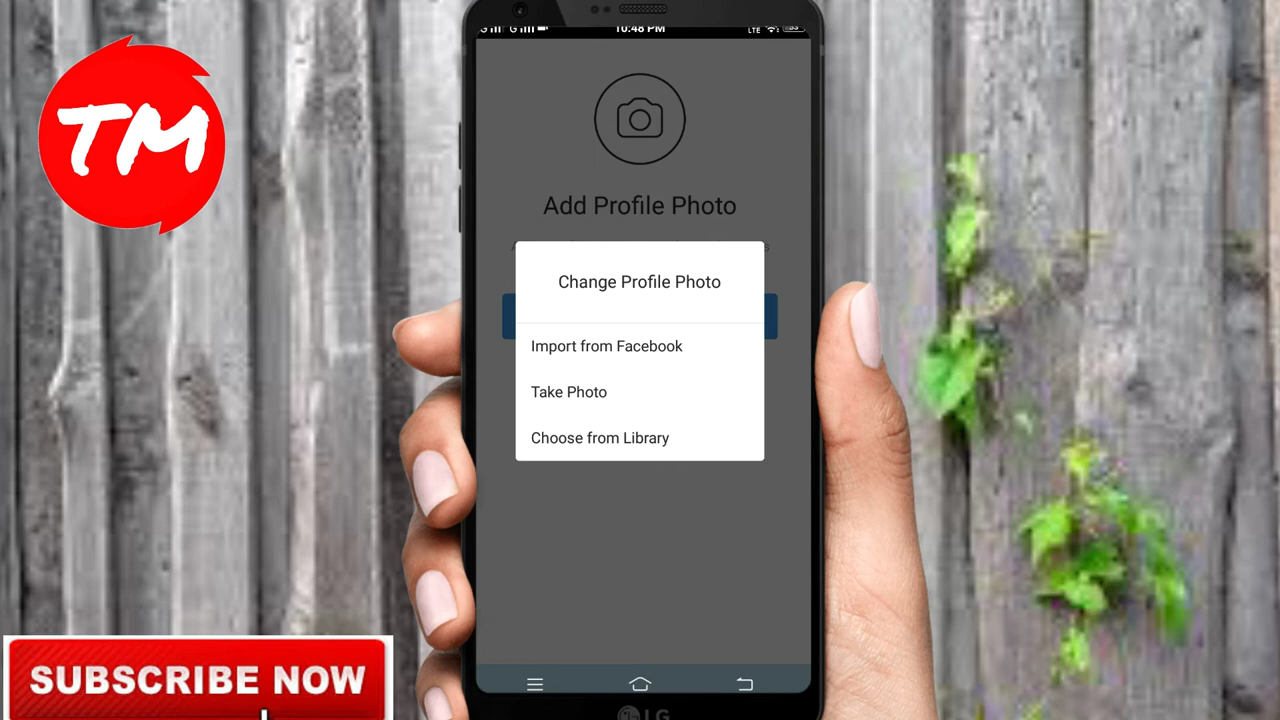 TM
G G 10:48 PM LTE
Add Profile Photo
Change Profile Photo
Import from Facebook
Take Photo
Choose from Library
SUBSCRIBE NOW
LG